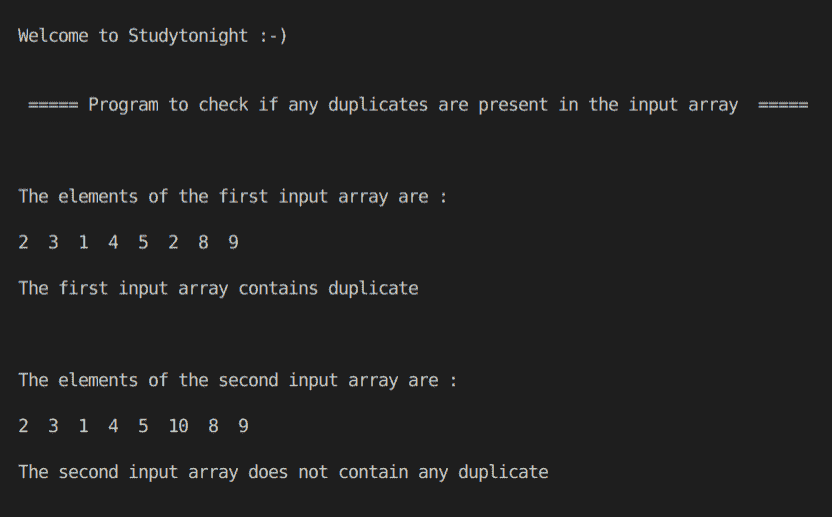 Welcome to Studytonight :-)
===== Program to check if any duplicates are present in the input array =====
The elements of the first input array are :
2 3 1 4 5 2 8 9
The first input array contains duplicate
The elements of the second input array are :
2 3 1 4 5 10 8 9
The second input array does not contain any duplicate